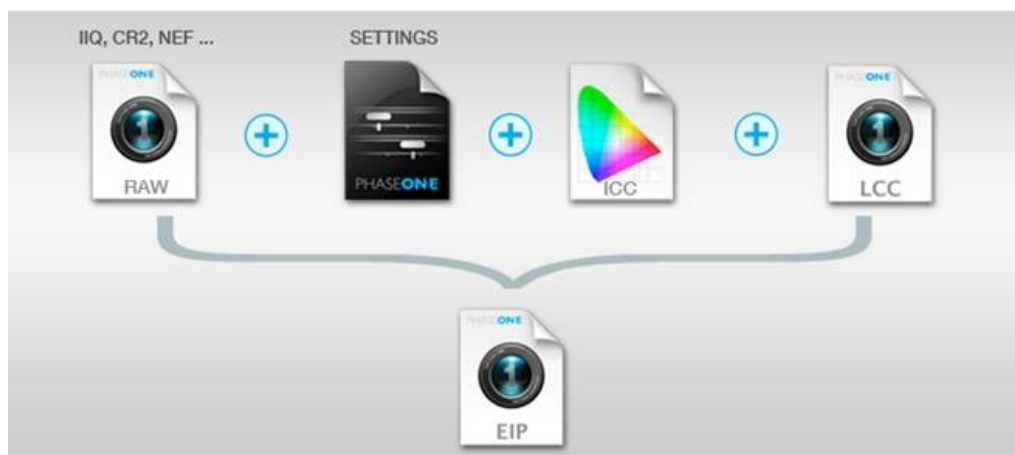 IIQ, CR2, NEF ...
SETTINGS
PHASEONE
RAW
PHASEONE
ICC
PHASEONE
LCC
PHASEONE
EIP